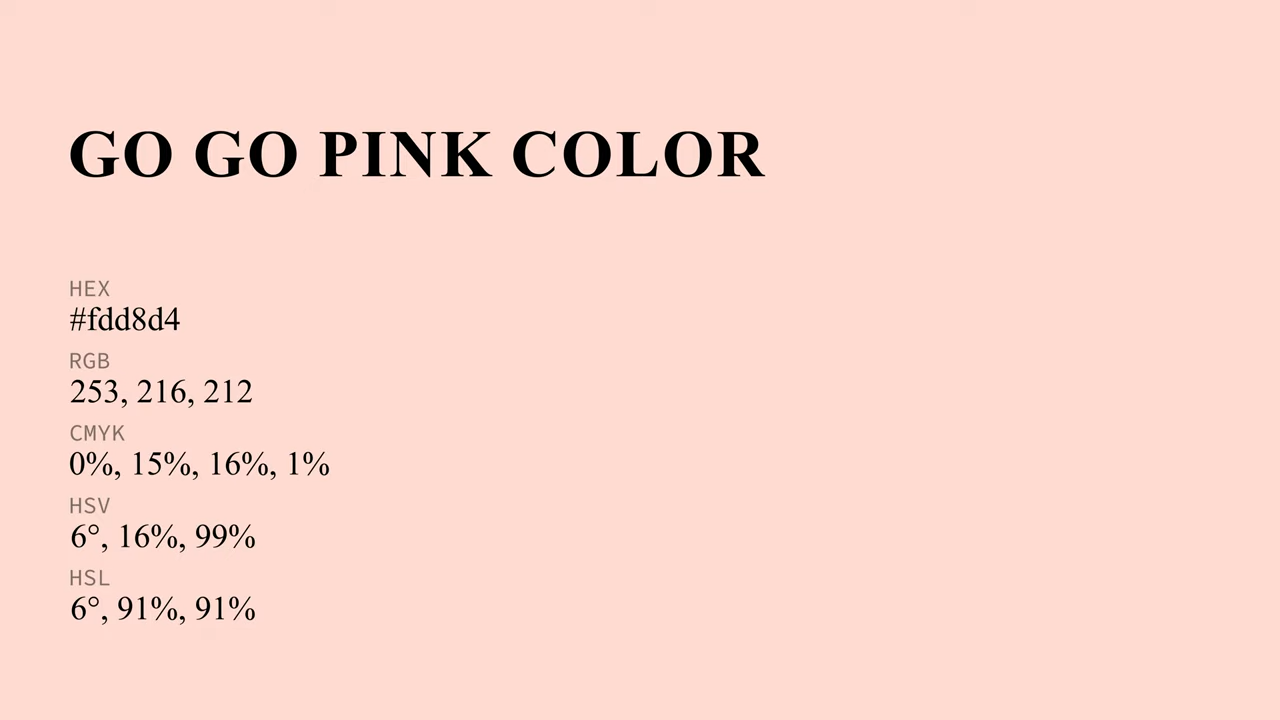 GO GO PINK COLOR
HEX
#fdd8d4
RGB
253, 216, 212
CMYK
0%, 15%, 16%, 1%
HSV
6°, 16%, 99%
HSL
6°, 91%, 91%